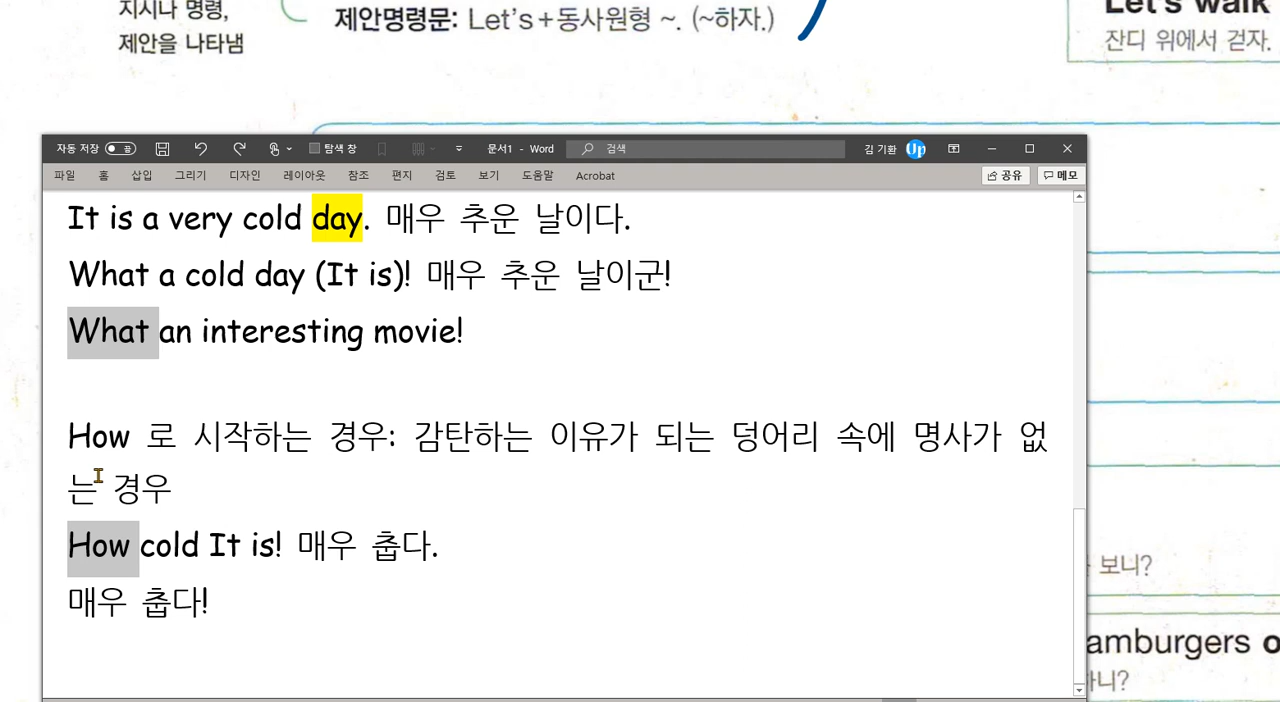 지시나 명령,
제안을 나타냄
제안명령문: Let's+동사원형 ~. (~하자.)
Let's walk
잔디 위에서 걷자.
자동 저장 끔 탐색 창 문서1 - Word 검색 김 기환 Up
파일 홈 삽입 그리기 디자인 레이아웃 참조 편지 검토 보기 도움말 Acrobat 공유 메모
It is a very cold day. 매우 추운 날이다.
What a cold day (It is)! 매우 추운 날이군!
What an interesting movie!
How 로 시작하는 경우: 감탄하는 이유가 되는 덩어리 속에 명사가 없
는 경우
How cold It is! 매우 춥다.
매우 춥다!
보니?
amburgers o
니?